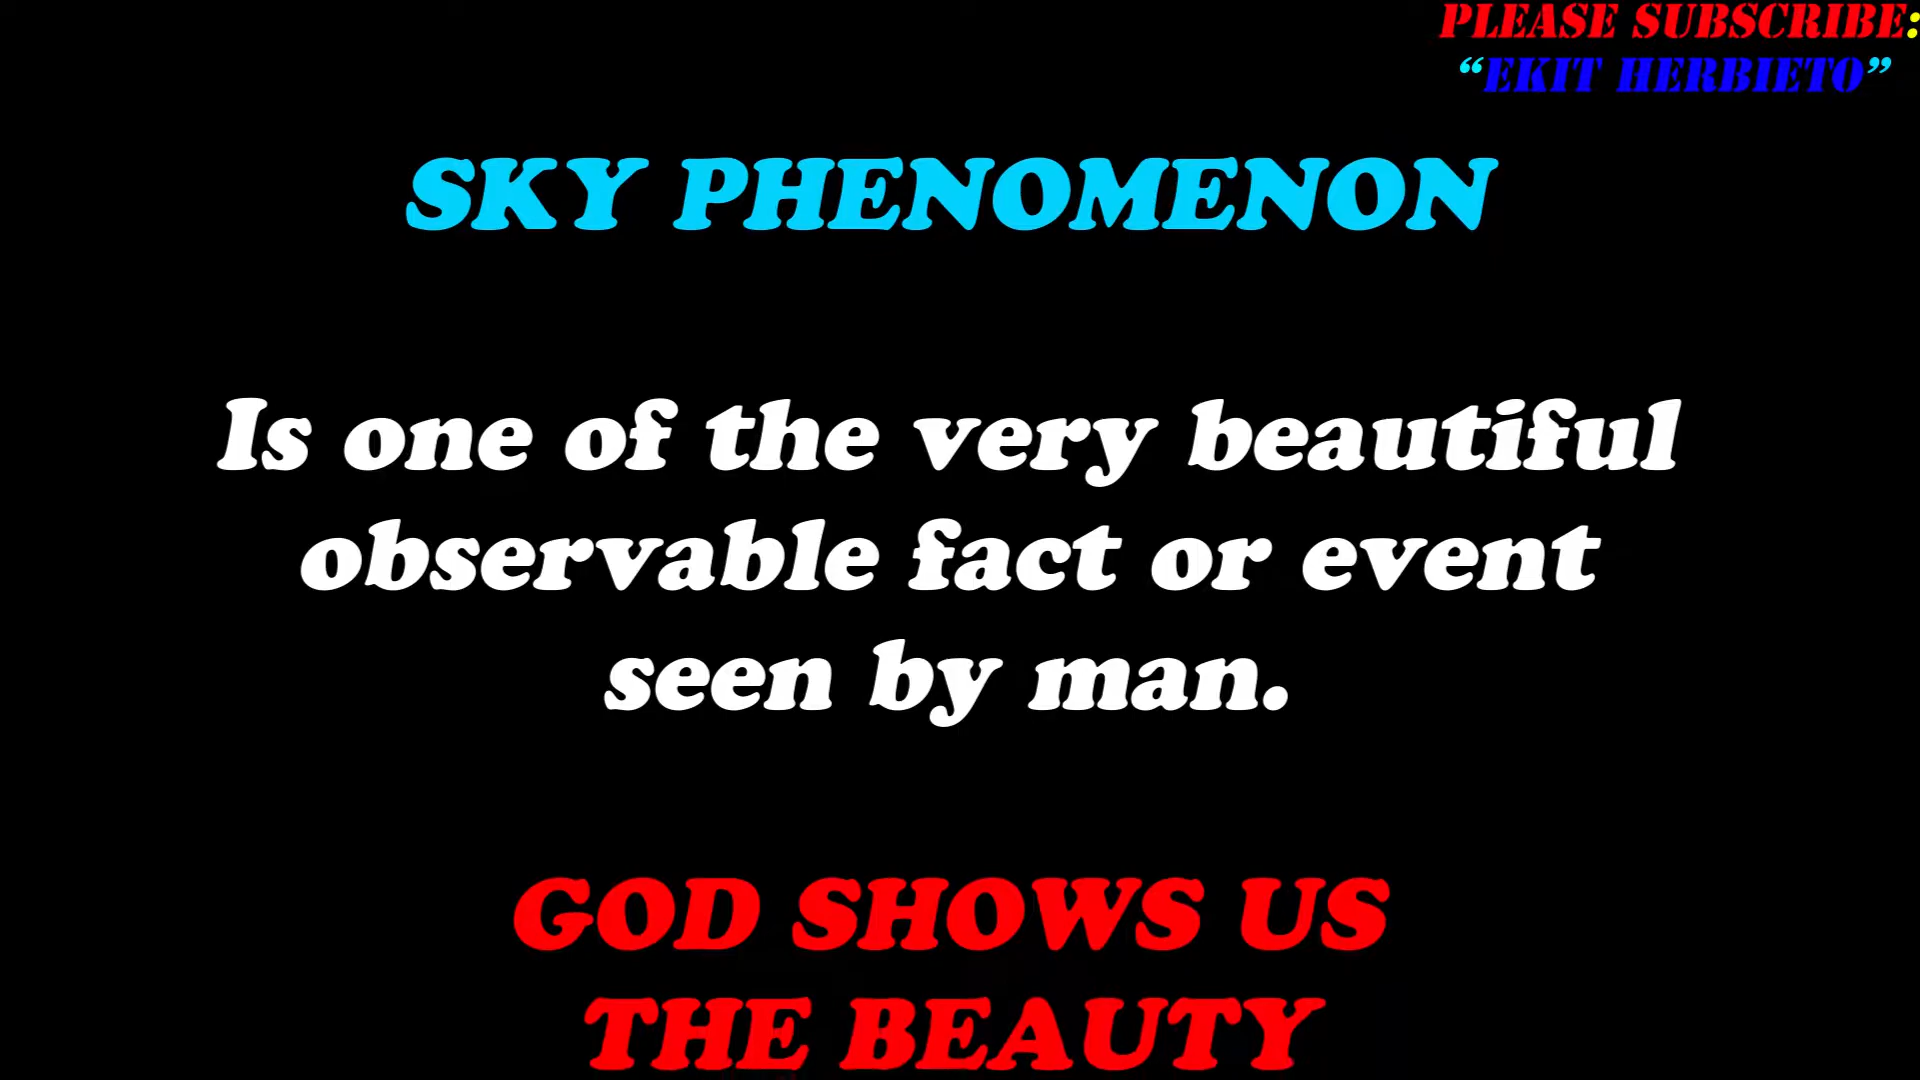 PLEASE SUBSCRIBE:
“EKIT HERBIETO”
SKY PHENOMENON
Is one of the very beautiful
observable fact or event
seen by man.
GOD SHOWS US
THE BEAUTY